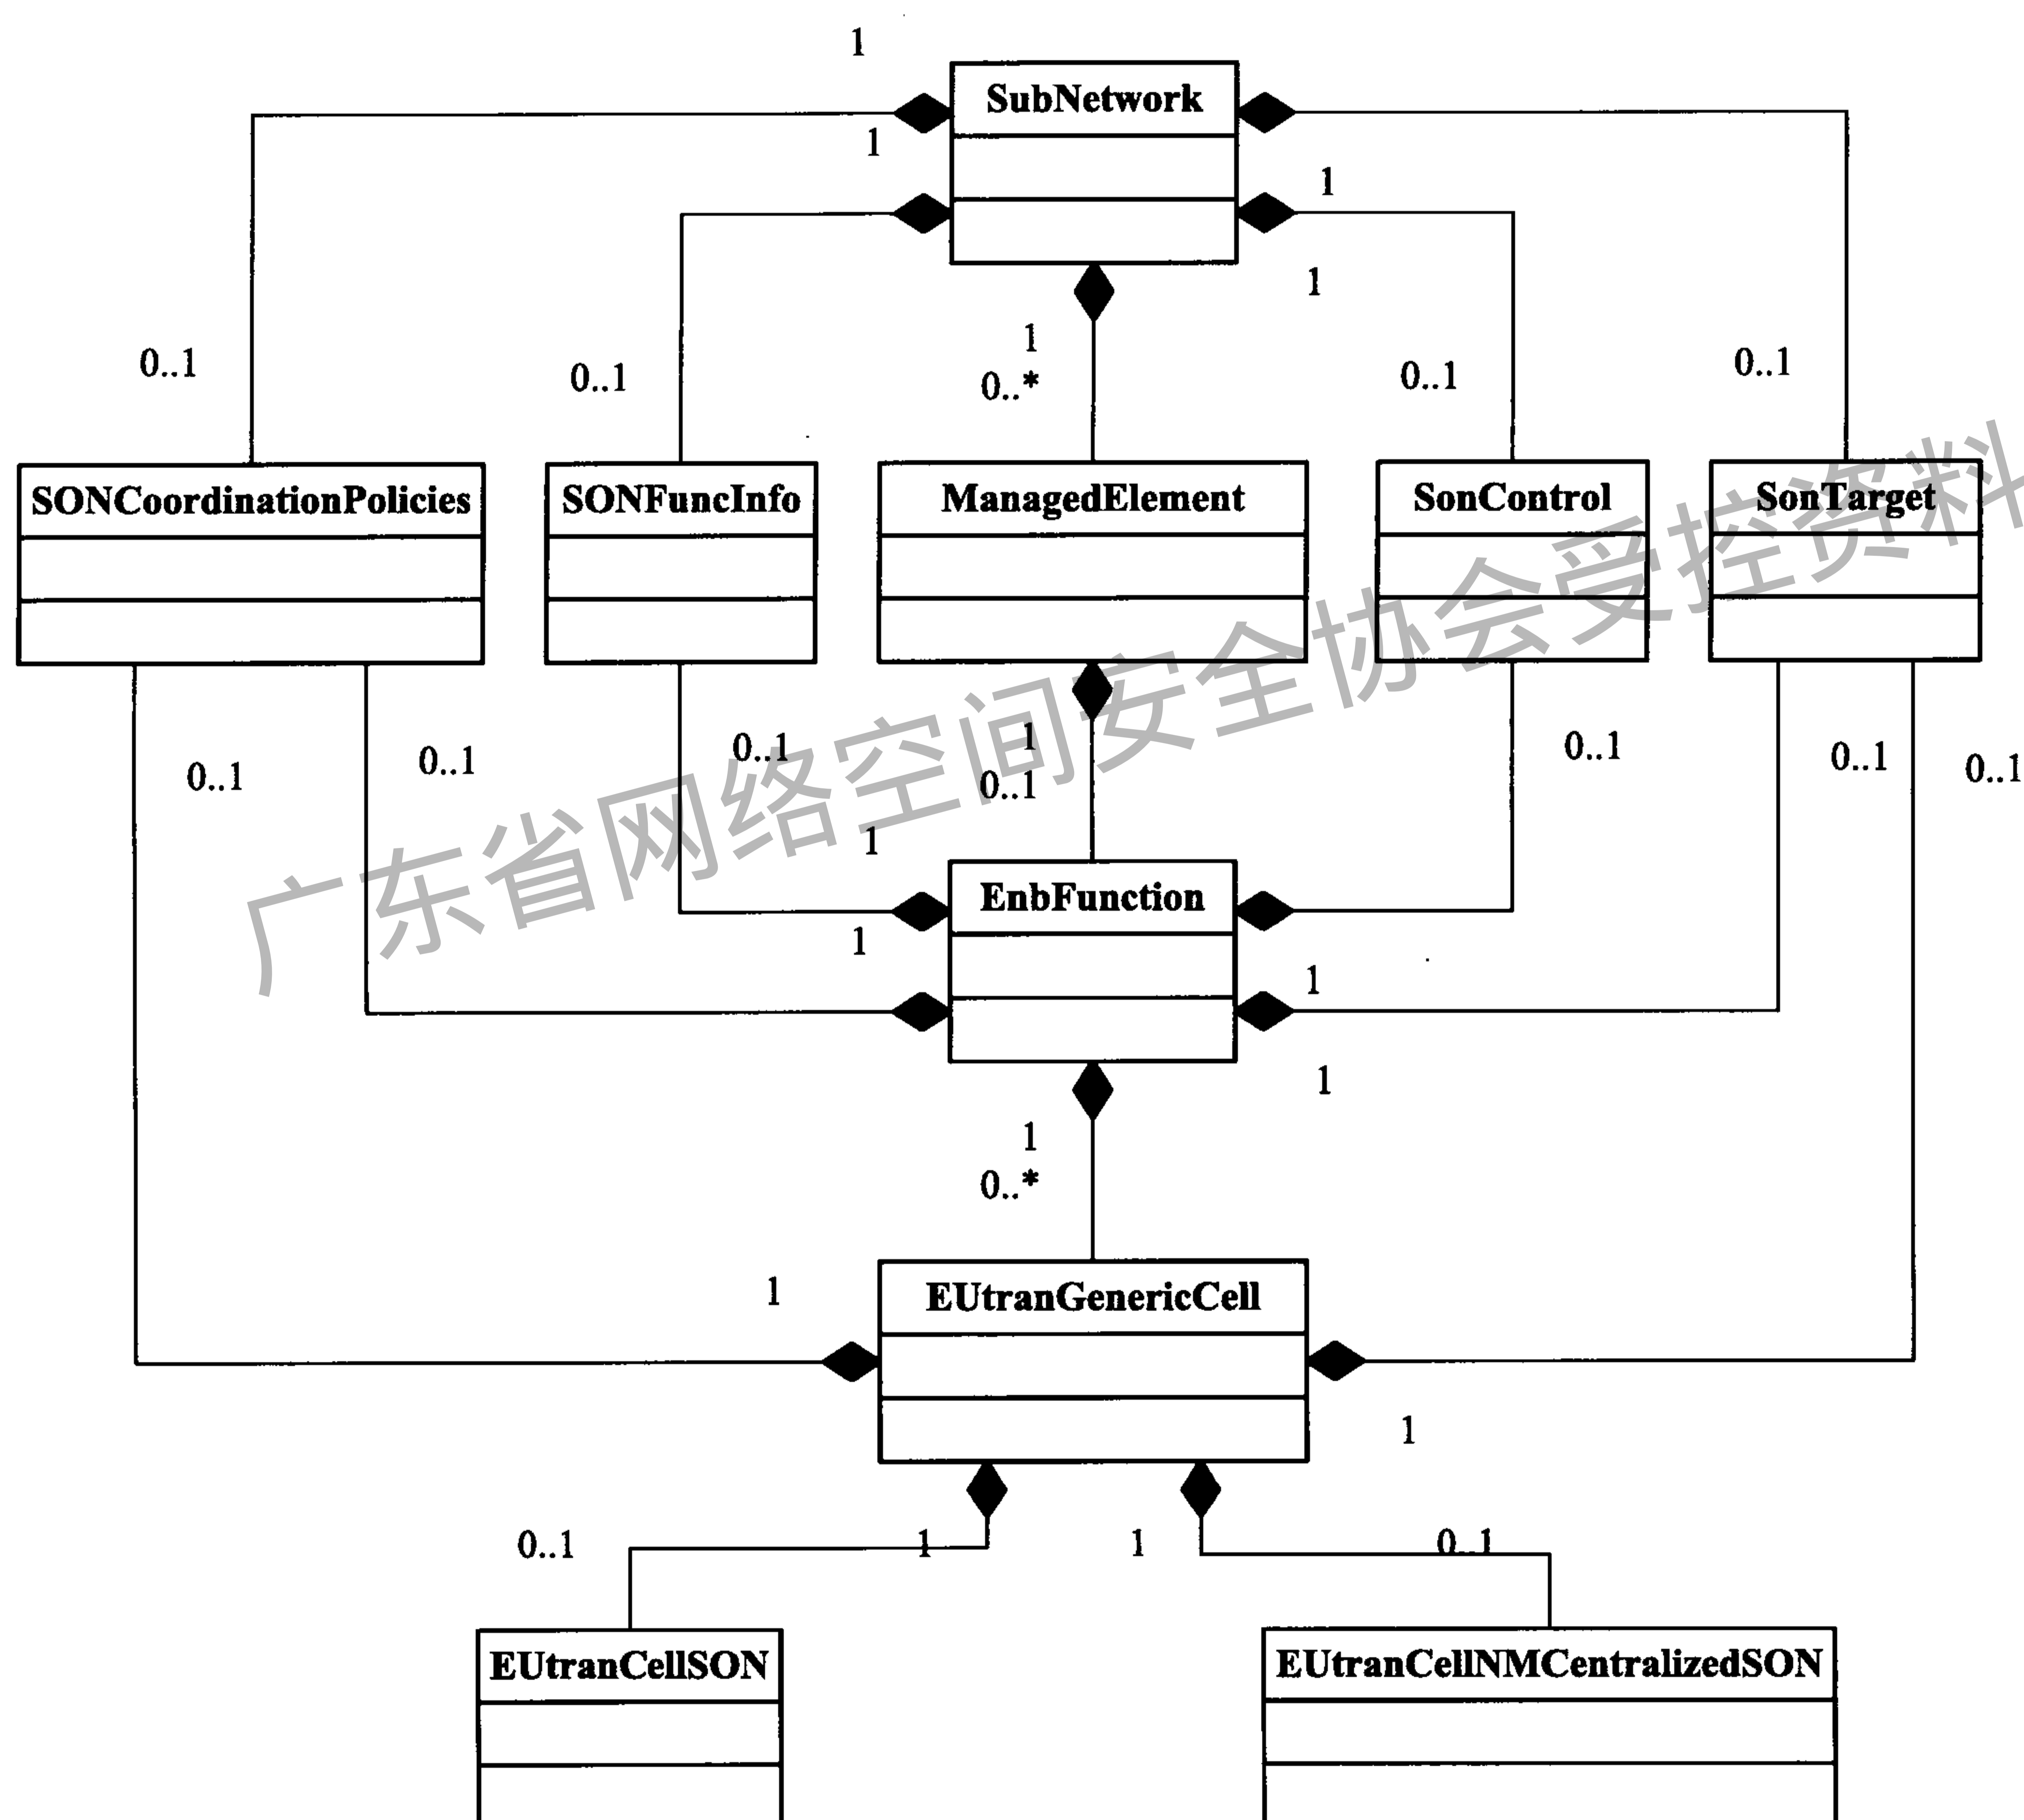 1
SubNetwork
1
1
1
1
0..1
0..1
0..*
0..1
0..1
SONCoordinationPolicies
SONFuncInfo
ManagedElement
SonControl
SonTarget
广东省网络空间安全协会受控资料
0..1
0..1
0..1
1
0..1
0..1
0..1
0..1
1
EnbFunction
1
1
1
1
0..*
1
EUtranGenericCell
1
0..1
1
1
0..1
EUtranCellSON
EUtranCellNMCentralizedSON